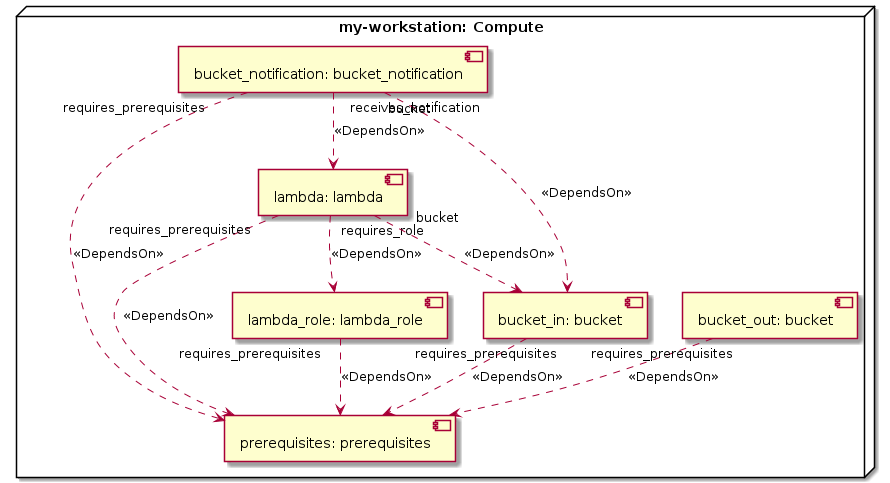 my-workstation: Compute
bucket_notification: bucket_notification
requires_prerequisites
receives_notification
bucket
«DependsOn»
«DependsOn»
lambda: lambda
bucket
requires_prerequisites
requires_role
«DependsOn»
«DependsOn»
«DependsOn»
«DependsOn»
lambda_role: lambda_role
bucket_in: bucket
bucket_out: bucket
requires_prerequisites
requires_prerequisites
requires_prerequisites
«DependsOn»
«DependsOn»
«DependsOn»
prerequisites: prerequisites